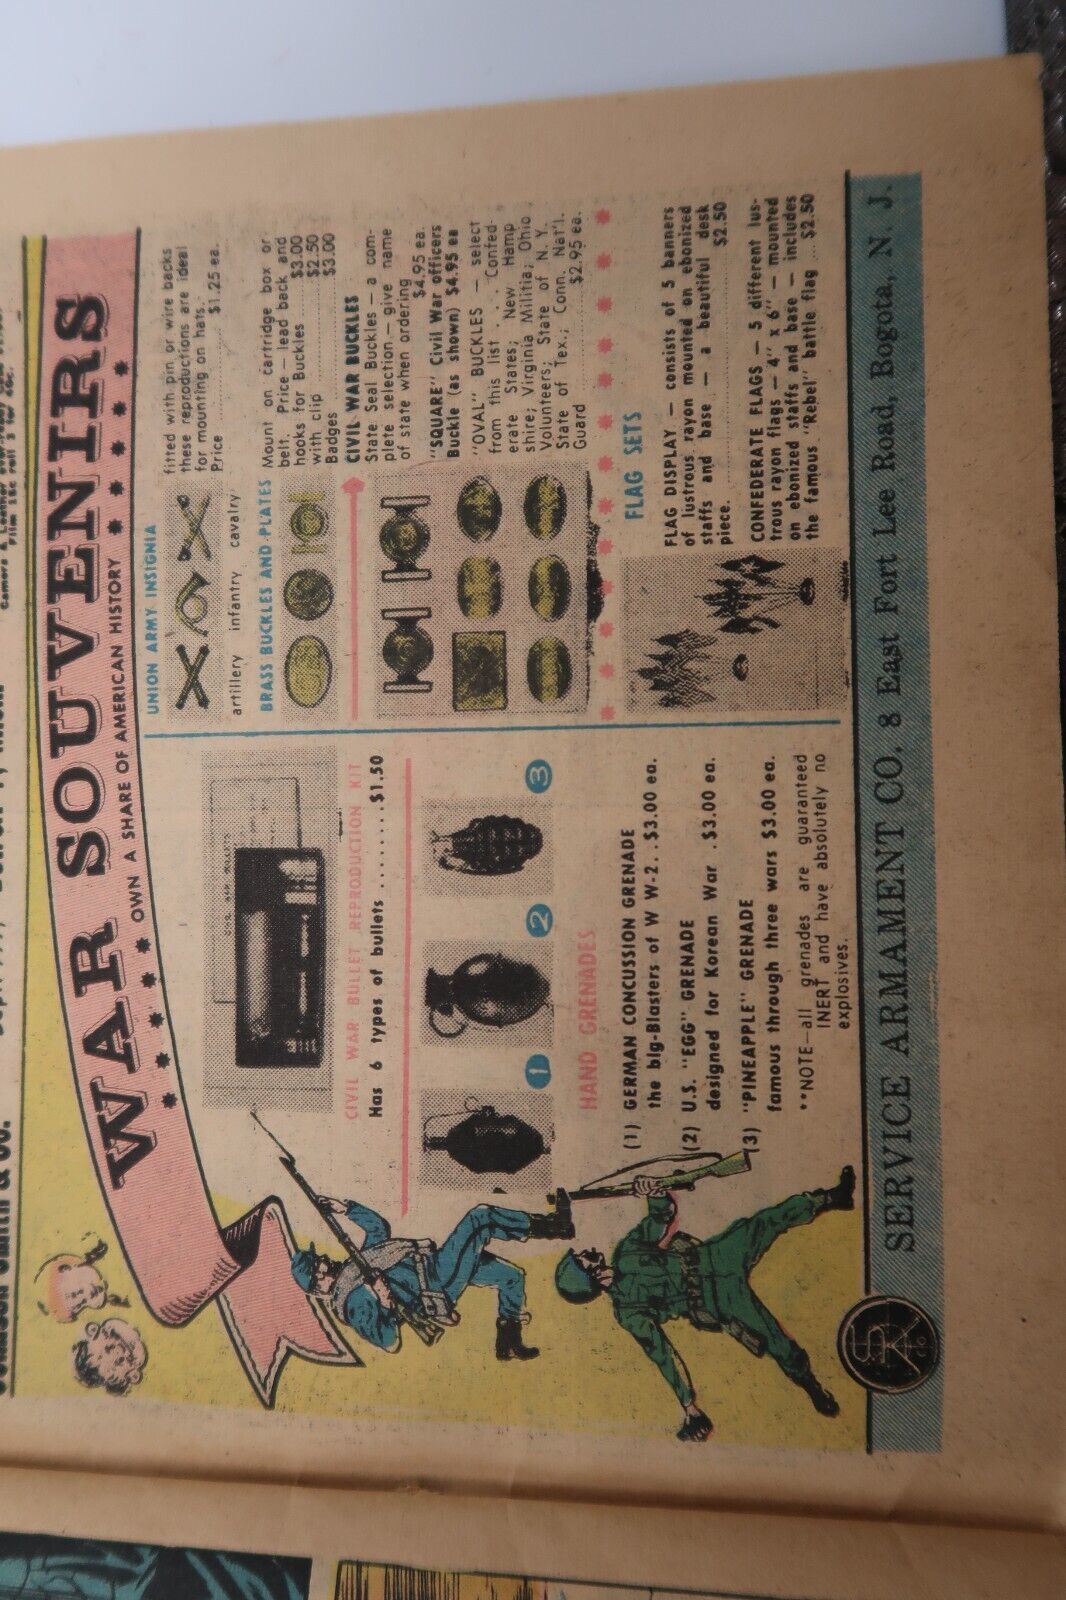 Johnson Smith & Co.
WAR SOUVENIRS
OWN A SHARE OF AMERICAN HISTORY
CIVIL WAR BULLET REPRODUCTION KIT
Has 6 types of bullets ........$1.50
1
2
3
HAND GRENADES
(1) GERMAN CONCUSSION GRENADE
the big-Blasters of W W-2. .$3.00 ea.
(2) U.S. "EGG" GRENADE
designed for Korean War .$3.00 ea.
(3) "PINEAPPLE" GRENADE
famous through three wars $3.00 ea.
**NOTE—all grenades are guaranteed
INERT and have absolutely no
explosives.
UNION ARMY INSIGNIA
artillery infantry cavalry
fitted with pin or wire backs
these reproductions are ideal
for mounting on hats.
Price ........ $1.25 ea.
BRASS BUCKLES AND PLATES
Mount on cartridge box or
belt. Price — lead back and
hooks for Buckles $3.00
with clip $2.50
Badges $3.00
CIVIL WAR BUCKLES
State Seal Buckles — a com-
plete selection — give name
of state when ordering
$4.95 ea.
"SQUARE" Civil War officers
Buckle (as shown) $4.95 ea
"OVAL" BUCKLES — select
from this list . . . Confed-
erate States; New Hamp
shire; Virginia Militia; Ohio
Volunteers; State of N. Y.
State of Tex.; Conn. Nat'l.
Guard $2.95 ea.
FLAG SETS
FLAG DISPLAY — consists of 5 banners
of lustrous rayon mounted on ebonized
staffs and base — a beautiful desk
piece. $2.50
CONFEDERATE FLAGS — 5 different lus-
trous rayon flags — 4" x 6" — mounted
on ebonized staffs and base — includes
the famous "Rebel" battle flag ... $2.50
SERVICE ARMAMENT CO. 8 East Fort Lee Road, Bogota, N. J.